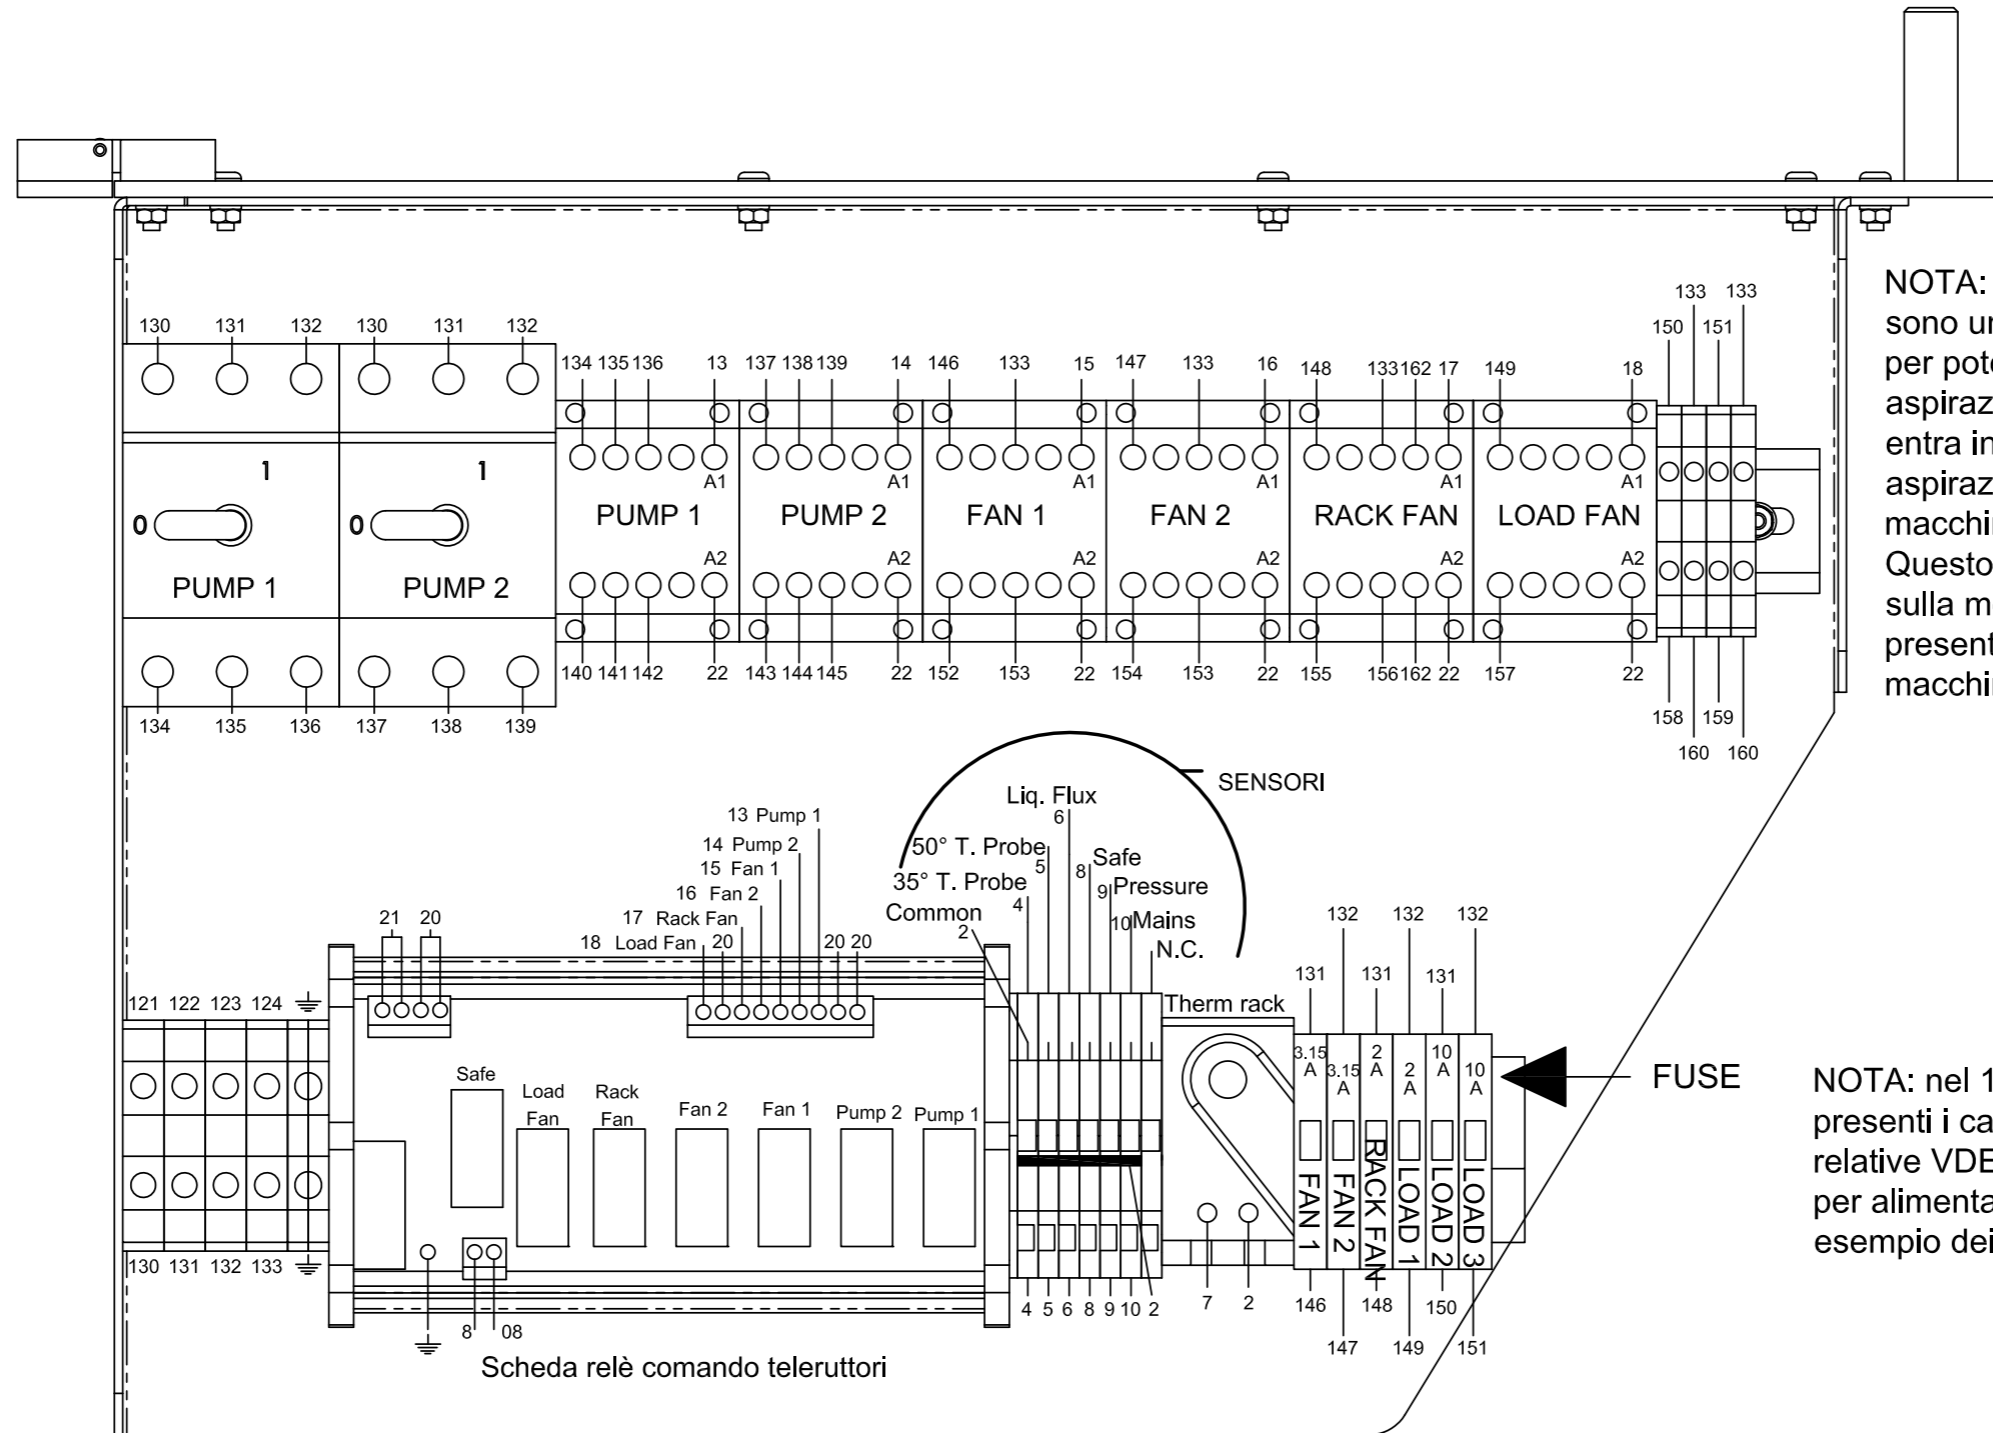 NOTA:
sono un
per pote
aspiraz
entra in
aspiraz
macchi
Questo
sulla m
present
macchi
133 133
150 151
130 131 132 130 131 132
134 135 136 13 137 138 139 14 146 133 15 147 133 16 148 133 162 17 149 18
1 1
A1 A1 A1 A1 A1 A1
0 0
PUMP 1 PUMP 2 FAN 1 FAN 2 RACK FAN LOAD FAN
A2 A2 A2 A2 A2 A2
PUMP 1 PUMP 2
140 141 142 22 143 144 145 22 152 153 22 154 153 22 155 156 162 22 157 22
134 135 136 137 138 139
158 159
160 160
SENSORI
Liq. Flux
6
13 Pump 1
14 Pump 2
15 Fan 1
16 Fan 2
17 Rack Fan
18 Load Fan 20 20 20
50° T. Probe
5
35° T. Probe
4
Common
2
8 Safe
9 Pressure
10 Mains
N.C.
21 20
132 132 132
131 131 131
121 122 123 124
Therm rack
3.15 A 3.15 A 2 A 2 A 10 A 10 A
FUSE
Safe
Load Fan
Rack Fan
Fan 2
Fan 1
Pump 2
Pump 1
FAN 1
FAN 2
RACK FAN
LOAD 1
LOAD 2
LOAD 3
130 131 132 133
8 08
4 5 6 8 9 10 2
7 2
146 148 150
147 149 151
Scheda relè comando teleruttori
NOTA: nel 1
presenti i ca
relative VDE
per alimenta
esempio dei